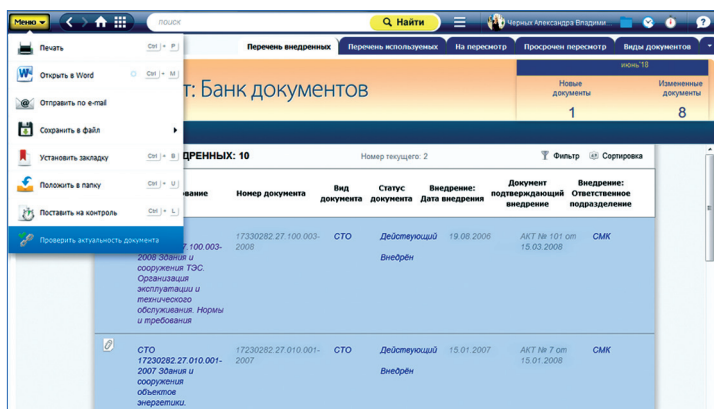 Меню
поиск
Найти
Черных Александра Владими...
?
Перечень внедренных
Перечень используемых
На пересмотр
Просрочен пересмотр
Виды документов
Печать Ctrl + P
Открыть в Word Ctrl + M
Отправить по e-mail
Сохранить в файл
Установить закладку Ctrl + B
Положить в папку Ctrl + U
Поставить на контроль Ctrl + L
Проверить актуальность документа
т: Банк документов
июнь'18
Новые документы
1
Измененные документы
8
ДРЕННЫХ: 10
Номер текущего: 2
Фильтр
Сортировка
ование
Номер документа
Вид документа
Статус документа
Внедрение: Дата внедрения
Документ подтверждающий внедрение
Внедрение: Ответственное подразделение
7.100.003-
2008 Здания и
сооружения ТЭС.
Организация
эксплуатации и
технического
обслуживания. Нормы
и требования
17330282.27.100.003-
2008
СТО
Действующий
Внедрён
19.08.2006
АКТ № 101 от
15.03.2008
СМК
СТО
17230282.27.010.001-
2007 Здания и
сооружения
объектов
энергетики.
17230282.27.010.001-
2007
СТО
Действующий
Внедрён
15.01.2007
АКТ № 7 от
15.01.2008
СМК